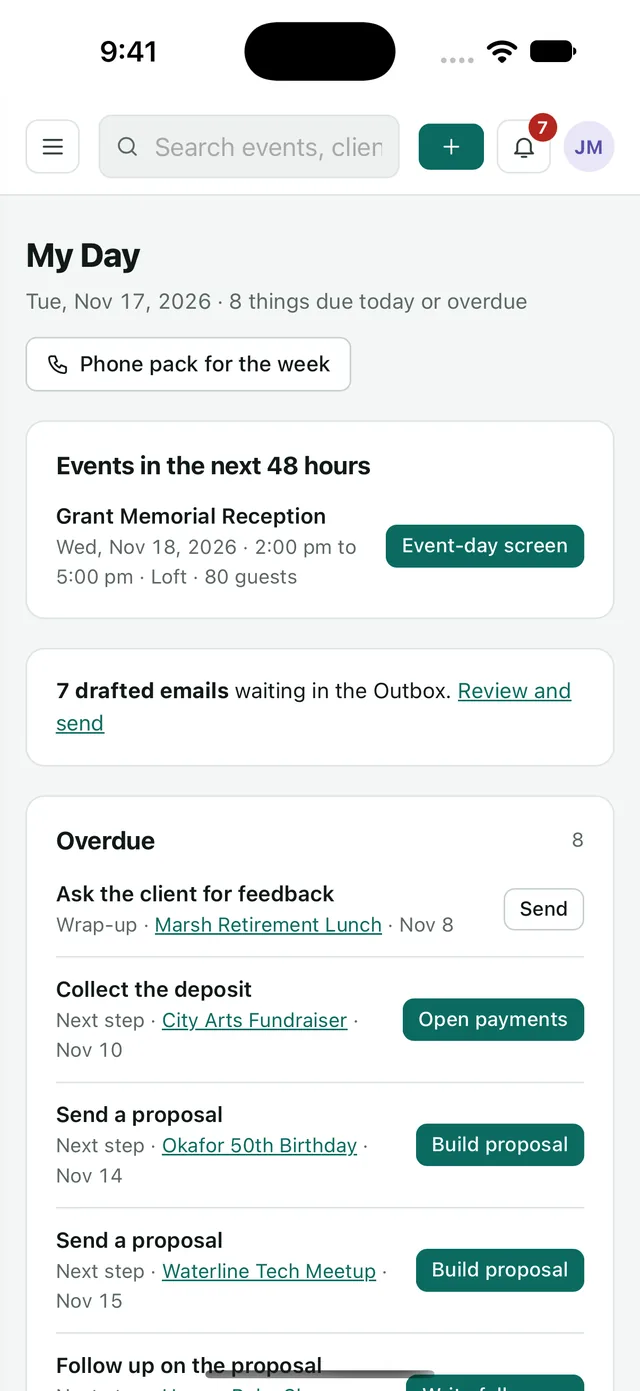 9:41
Search events, clien
7
JM
My Day
Tue, Nov 17, 2026 · 8 things due today or overdue
Phone pack for the week
Events in the next 48 hours
Grant Memorial Reception
Wed, Nov 18, 2026 · 2:00 pm to
5:00 pm · Loft · 80 guests
Event-day screen
7 drafted emails waiting in the Outbox. Review and
send
Overdue
8
Ask the client for feedback
Wrap-up · Marsh Retirement Lunch · Nov 8
Send
Collect the deposit
Next step · City Arts Fundraiser ·
Nov 10
Open payments
Send a proposal
Next step · Okafor 50th Birthday ·
Nov 14
Build proposal
Send a proposal
Next step · Waterline Tech Meetup ·
Nov 15
Build proposal
Follow up on the proposal